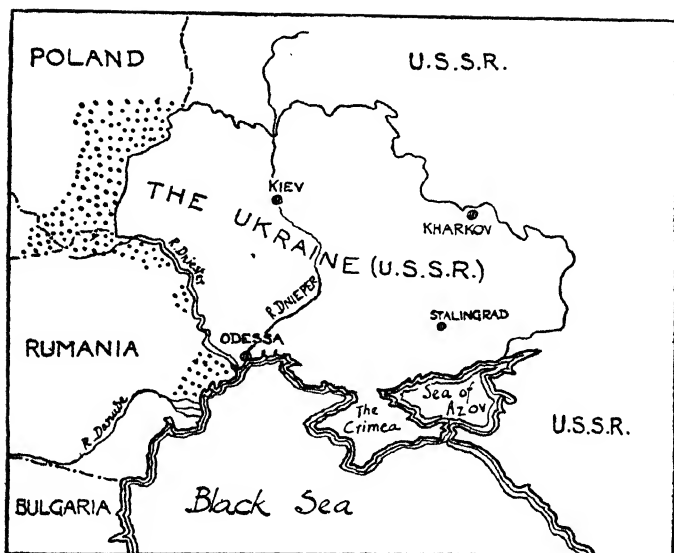 POLAND
U.S.S.R.
KIEV
THE UKRAINE (U.S.S.R.)
KHARKOV
R.Dniester
R.DNIEPER
STALINGRAD
ODESSA
RUMANIA
Sea of
Azov
The
Crimea
U.S.S.R.
R.Danube
BULGARIA
Black Sea